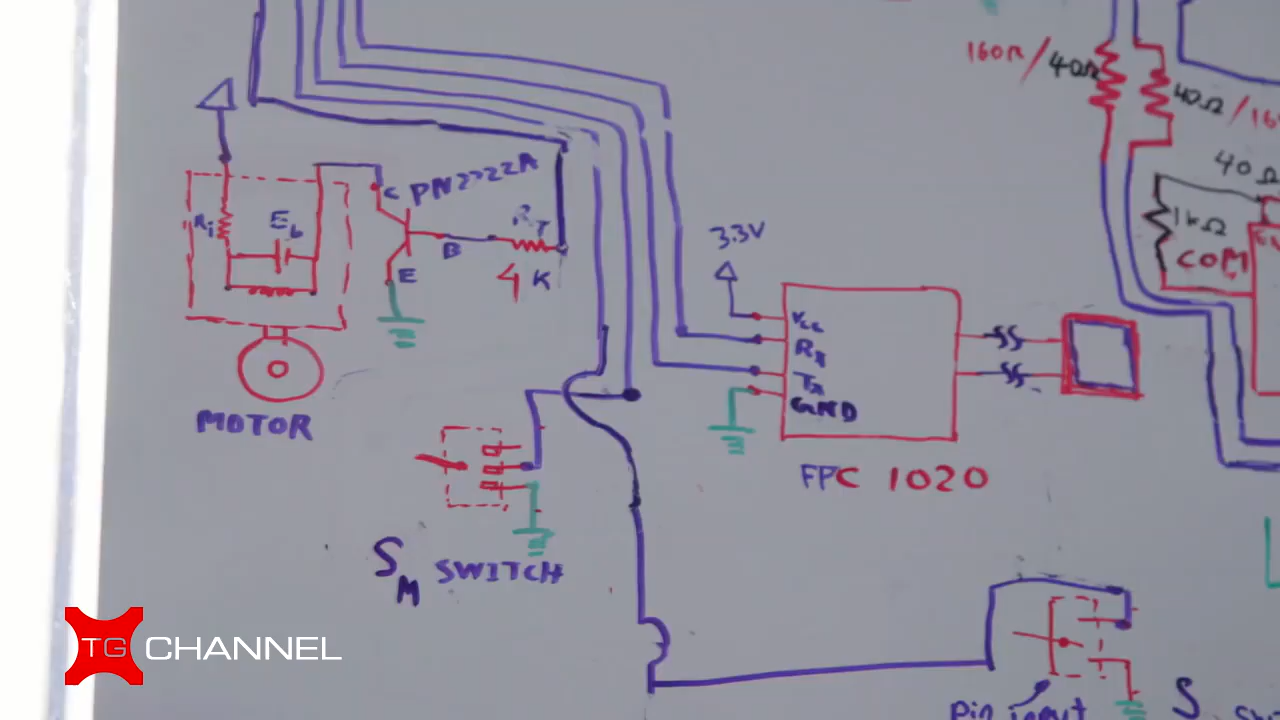 160Ω/40Ω
40Ω/16
40Ω
1kΩ
COM
C PN2222A
Ri
Eb
RT
B
4 K
E
3.3V
Vcc
Rx
Tx
GND
MOTOR
FPC 1020
SM SWITCH
TG CHANNEL
Pin input
S